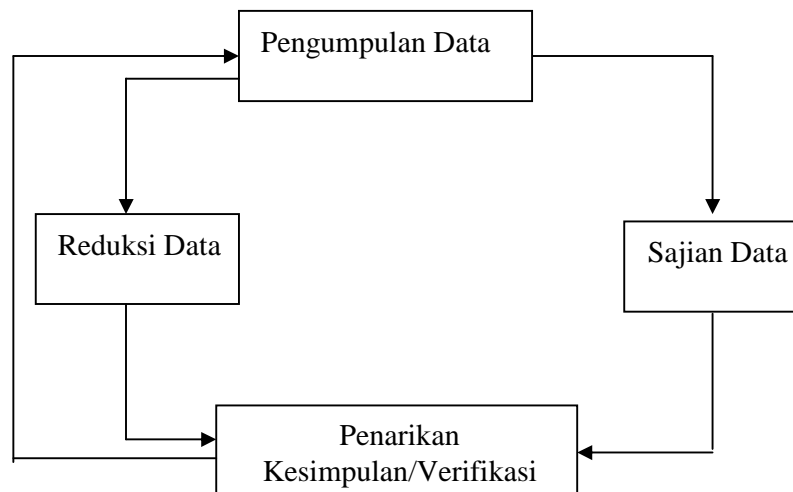 Pengumpulan Data
Reduksi Data
Sajian Data
Penarikan
Kesimpulan/Verifikasi